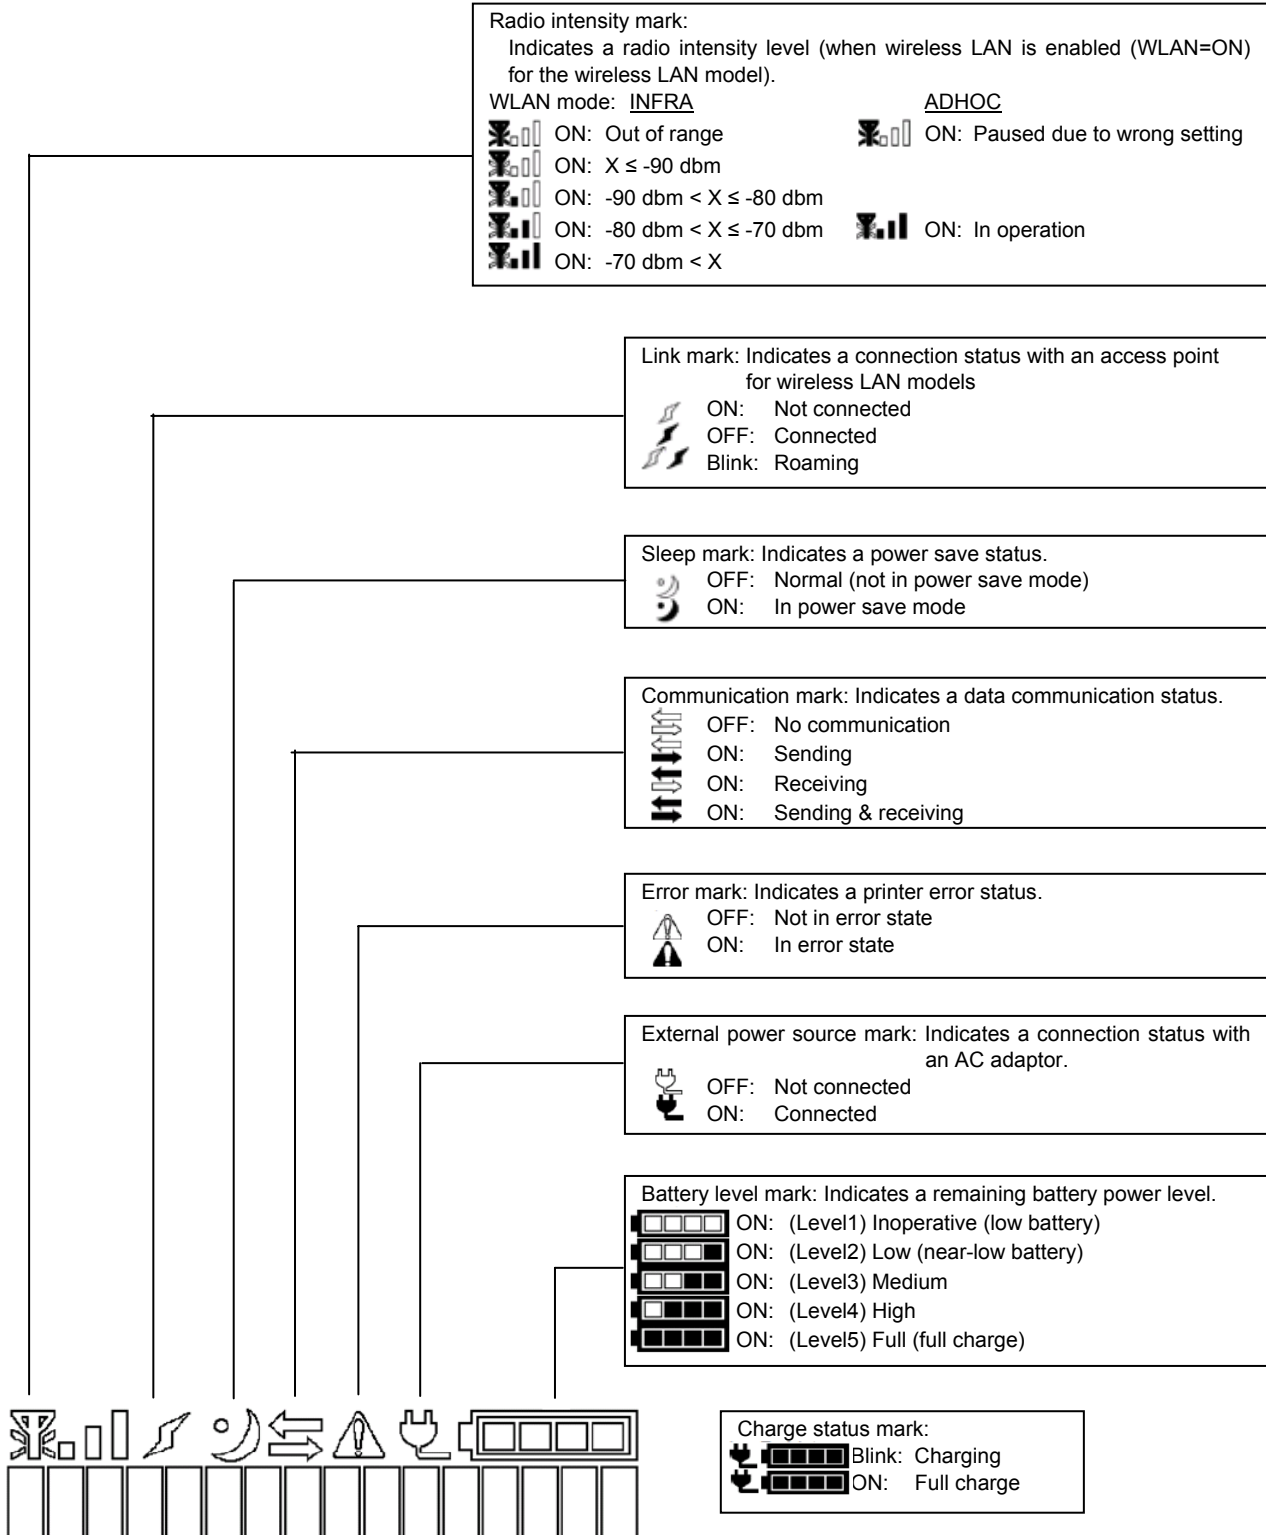 Radio intensity mark:
Indicates a radio intensity level (when wireless LAN is enabled (WLAN=ON)
for the wireless LAN model).
WLAN mode: INFRA ADHOC
ON: Out of range ON: Paused due to wrong setting
ON: X ≤ -90 dbm
ON: -90 dbm < X ≤ -80 dbm
ON: -80 dbm < X ≤ -70 dbm ON: In operation
ON: -70 dbm < X
Link mark: Indicates a connection status with an access point
for wireless LAN models
ON: Not connected
OFF: Connected
Blink: Roaming
Sleep mark: Indicates a power save status.
OFF: Normal (not in power save mode)
ON: In power save mode
Communication mark: Indicates a data communication status.
OFF: No communication
ON: Sending
ON: Receiving
ON: Sending & receiving
Error mark: Indicates a printer error status.
OFF: Not in error state
ON: In error state
External power source mark: Indicates a connection status with
an AC adaptor.
OFF: Not connected
ON: Connected
Battery level mark: Indicates a remaining battery power level.
ON: (Level1) Inoperative (low battery)
ON: (Level2) Low (near-low battery)
ON: (Level3) Medium
ON: (Level4) High
ON: (Level5) Full (full charge)
Charge status mark:
Blink: Charging
ON: Full charge